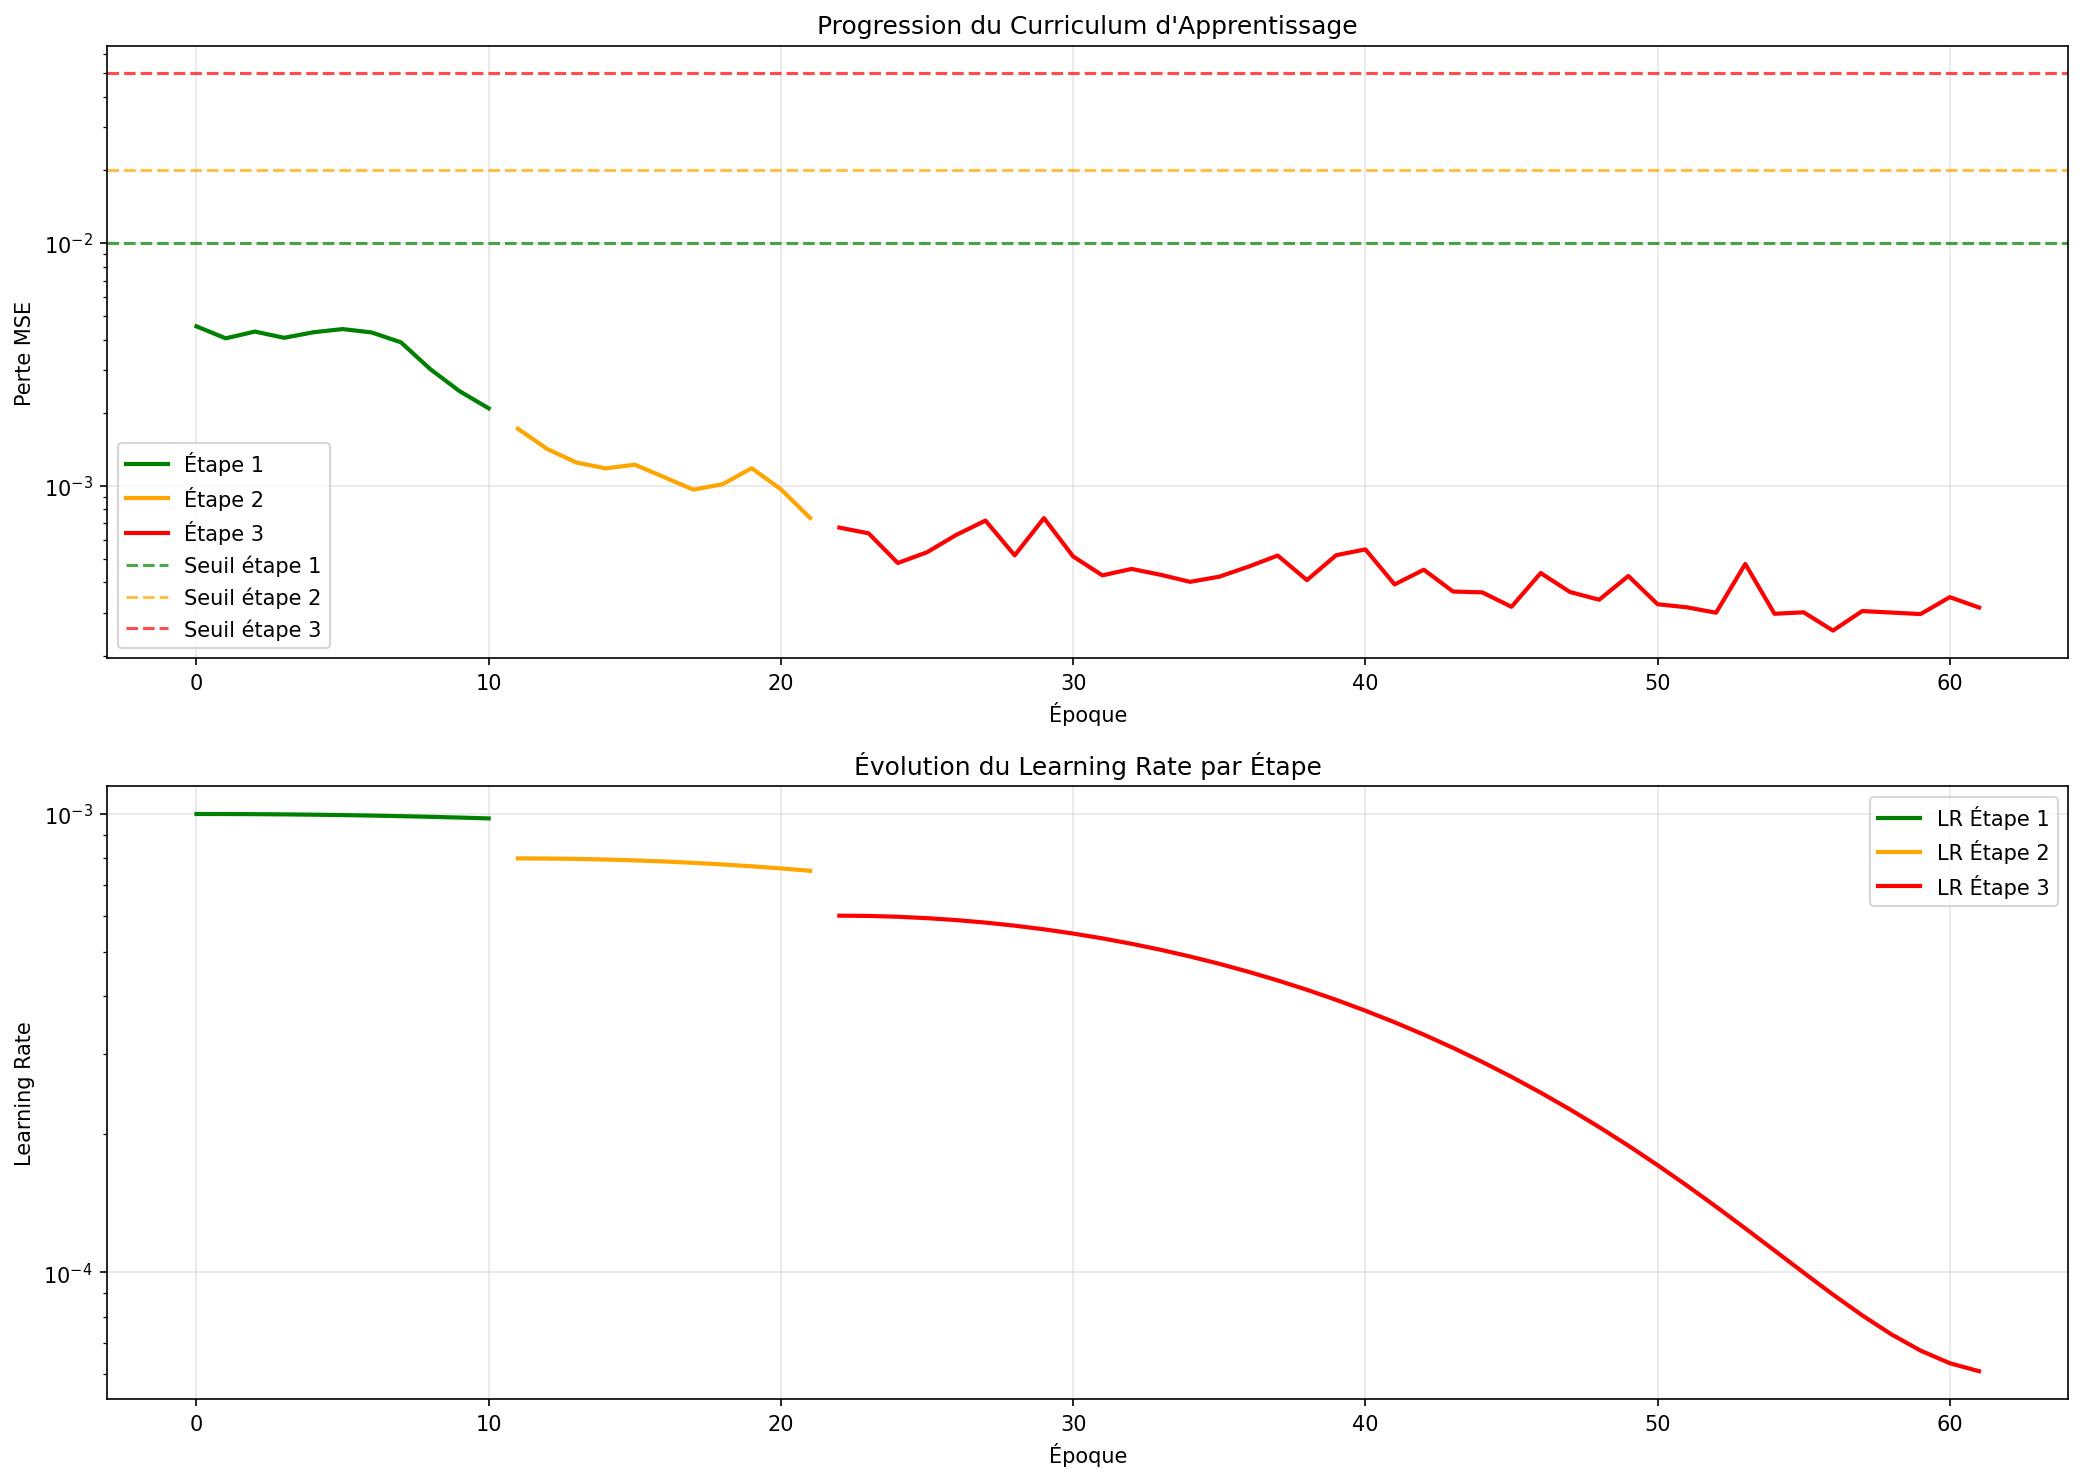 Progression du Curriculum d'Apprentissage
Perte MSE
10⁻²
10⁻³
Étape 1
Étape 2
Étape 3
Seuil étape 1
Seuil étape 2
Seuil étape 3
0 10 20 30 40 50 60
Époque
Évolution du Learning Rate par Étape
Learning Rate
10⁻³
10⁻⁴
LR Étape 1
LR Étape 2
LR Étape 3
0 10 20 30 40 50 60
Époque